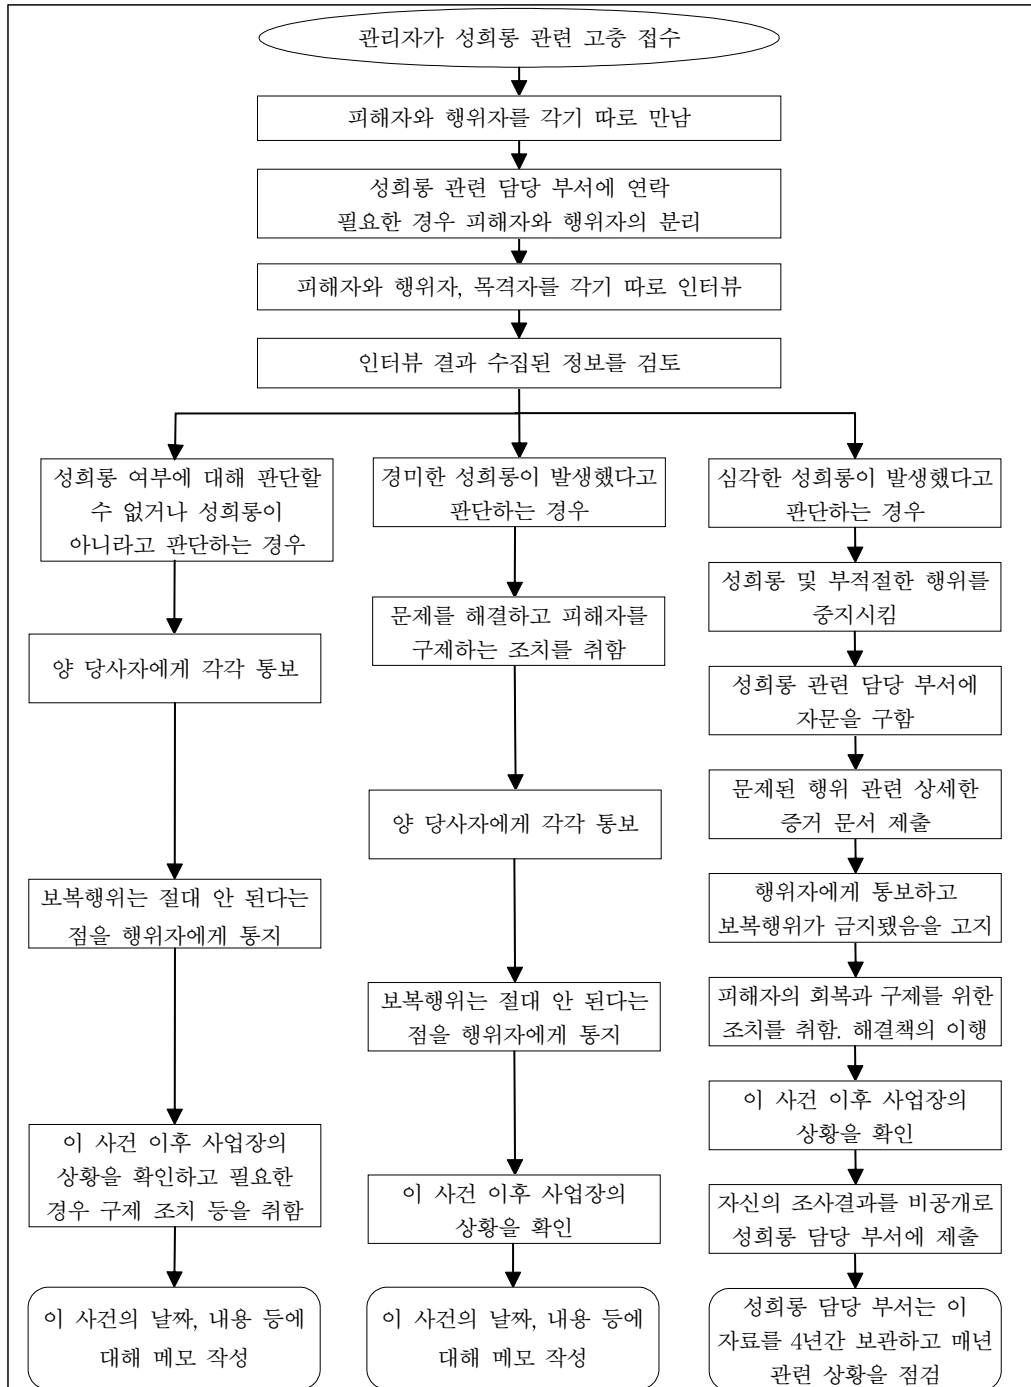 관리자가 성희롱 관련 고충 접수
피해자와 행위자를 각기 따로 만남
성희롱 관련 담당 부서에 연락
필요한 경우 피해자와 행위자의 분리
피해자와 행위자, 목격자를 각기 따로 인터뷰
인터뷰 결과 수집된 정보를 검토
성희롱 여부에 대해 판단할
수 없거나 성희롱이
아니라고 판단하는 경우
양 당사자에게 각각 통보
보복행위는 절대 안 된다는
점을 행위자에게 통지
이 사건 이후 사업장의
상황을 확인하고 필요한
경우 구제 조치 등을 취함
이 사건의 날짜, 내용 등에
대해 메모 작성
경미한 성희롱이 발생했다고
판단하는 경우
문제를 해결하고 피해자를
구제하는 조치를 취함
양 당사자에게 각각 통보
보복행위는 절대 안 된다는
점을 행위자에게 통지
이 사건 이후 사업장의
상황을 확인
이 사건의 날짜, 내용 등에
대해 메모 작성
심각한 성희롱이 발생했다고
판단하는 경우
성희롱 및 부적절한 행위를
중지시킴
성희롱 관련 담당 부서에
자문을 구함
문제된 행위 관련 상세한
증거 문서 제출
행위자에게 통보하고
보복행위가 금지됐음을 고지
피해자의 회복과 구제를 위한
조치를 취함. 해결책의 이행
이 사건 이후 사업장의
상황을 확인
자신의 조사결과를 비공개로
성희롱 담당 부서에 제출
성희롱 담당 부서는 이
자료를 4년간 보관하고 매년
관련 상황을 점검